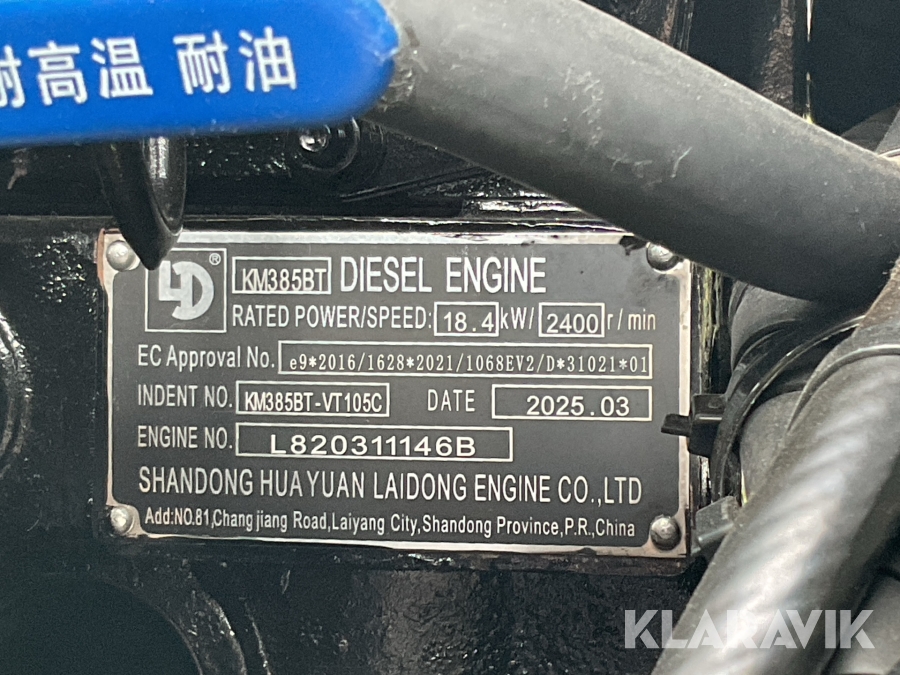 耐高温 耐油
LD®
KM385BT DIESEL ENGINE
RATED POWER/SPEED: 18.4 kW/ 2400 r/min
EC Approval No. e9*2016/1628*2021/1068EV2/D*31021*01
INDENT NO. KM385BT-VT105C DATE 2025.03
ENGINE NO. L820311146B
SHANDONG HUAYUAN LAIDONG ENGINE CO.,LTD
Add:NO.81,Changjiang Road,Laiyang City,Shandong Province,P.R.,China
KLARAVIK